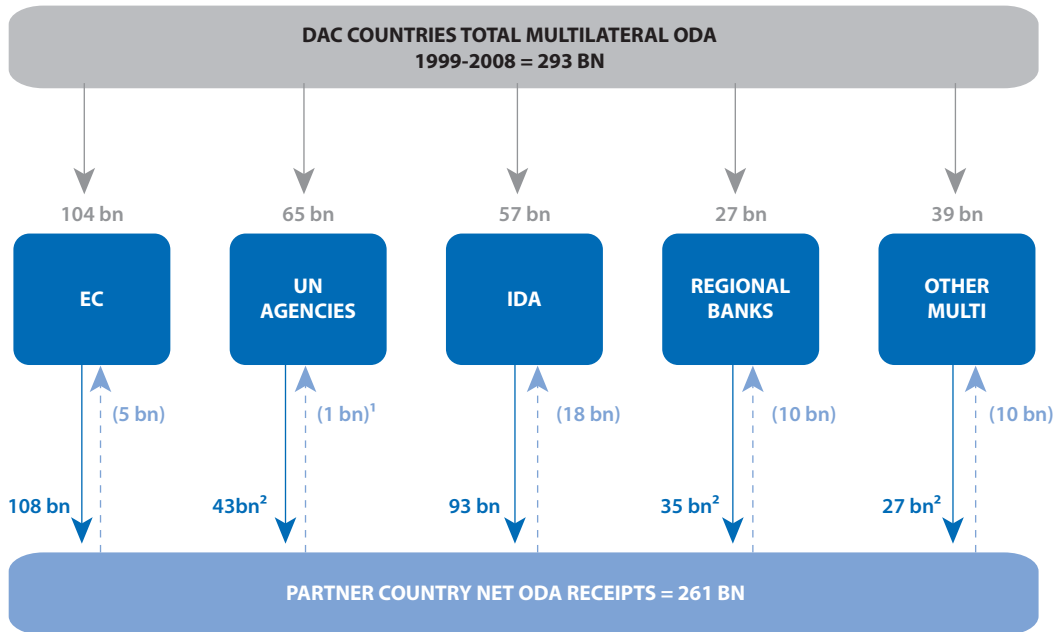 DAC COUNTRIES TOTAL MULTILATERAL ODA
1999-2008 = 293 BN
104 bn
65 bn
57 bn
27 bn
39 bn
EC
UN
AGENCIES
IDA
REGIONAL
BANKS
OTHER
MULTI
(5 bn)
(1 bn)¹
(18 bn)
(10 bn)
(10 bn)
108 bn
43bn²
93 bn
35 bn²
27 bn²
PARTNER COUNTRY NET ODA RECEIPTS = 261 BN